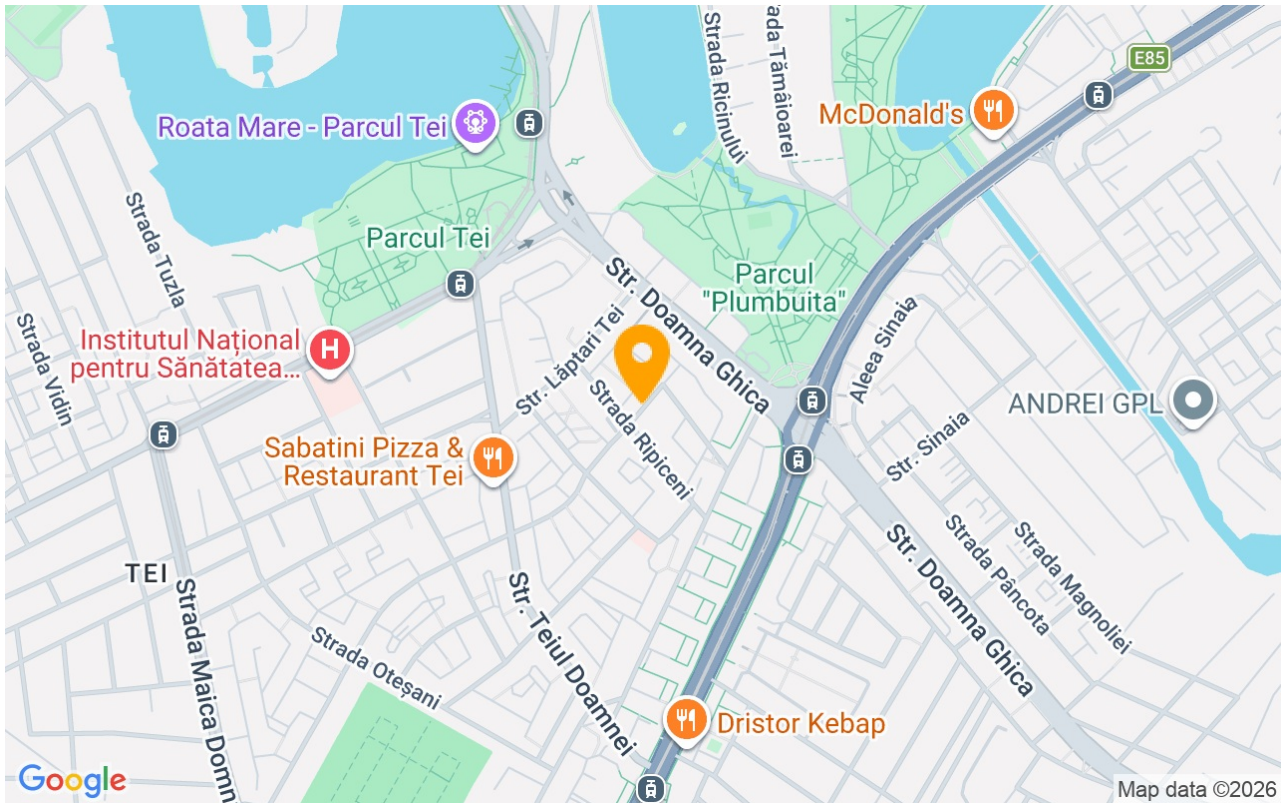 Strada Ricinului
ada Tămâioarei
E85
McDonald's
Roata Mare - Parcul Tei
Strada Tuzla
Parcul Tei
Str. Doamna Ghica
Parcul
"Plumbuita"
Strada Vidin
Institutul Național
pentru Sănătatea...
H
Str. Lăptari Tei
Aleea Sinaia
ANDREI GPL
Strada Ripiceni
Sabatini Pizza &
Restaurant Tei
Str. Sinaia
Strada Pâncota
Strada Magnoliei
Str. Doamna Ghica
TEI
Strada Maica Domn
Str. Teiul Doamnei
Strada Oteșani
Dristor Kebap
Google
Map data ©2026